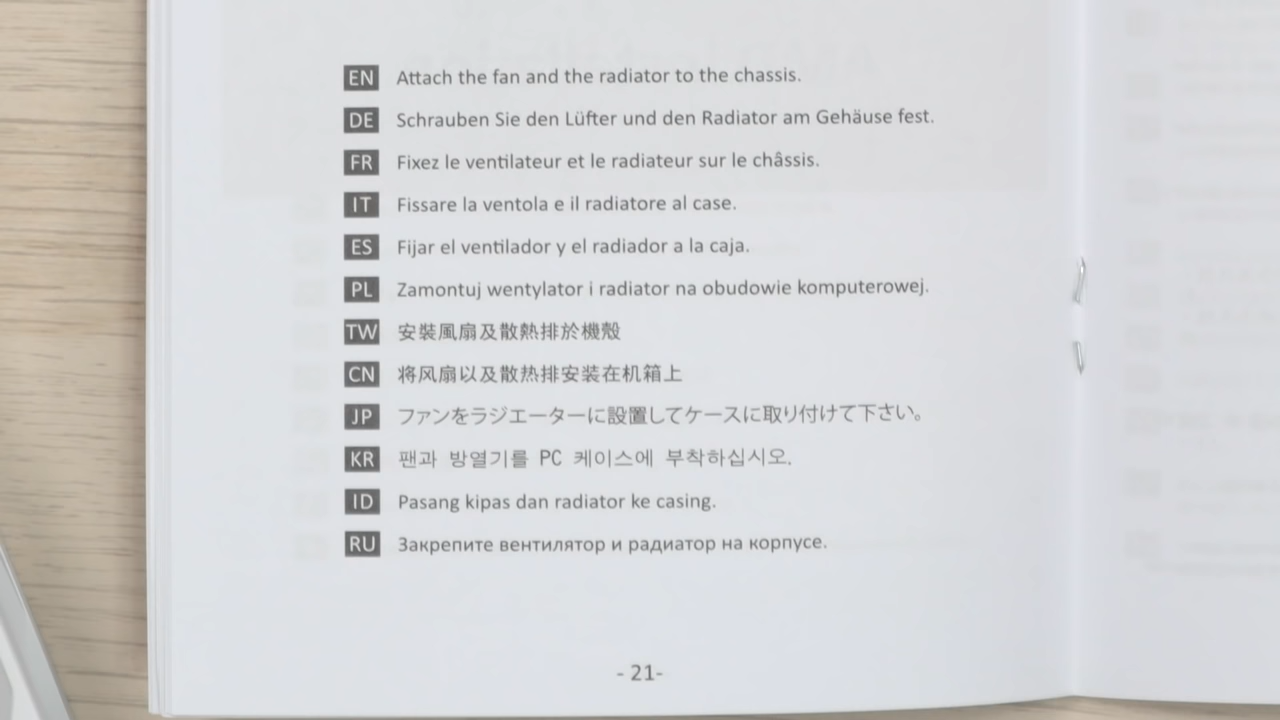 EN Attach the fan and the radiator to the chassis.
DE Schrauben Sie den Lüfter und den Radiator am Gehäuse fest.
FR Fixez le ventilateur et le radiateur sur le châssis.
IT Fissare la ventola e il radiatore al case.
ES Fijar el ventilador y el radiador a la caja.
PL Zamontuj wentylator i radiator na obudowie komputerowej.
TW 安裝風扇及散熱排於機殼
CN 将风扇以及散热排安装在机箱上
JP ファンをラジエーターに設置してケースに取り付けて下さい。
KR 팬과 방열기를 PC 케이스에 부착하십시오.
ID Pasang kipas dan radiator ke casing.
RU Закрепите вентилятор и радиатор на корпусе.
- 21-